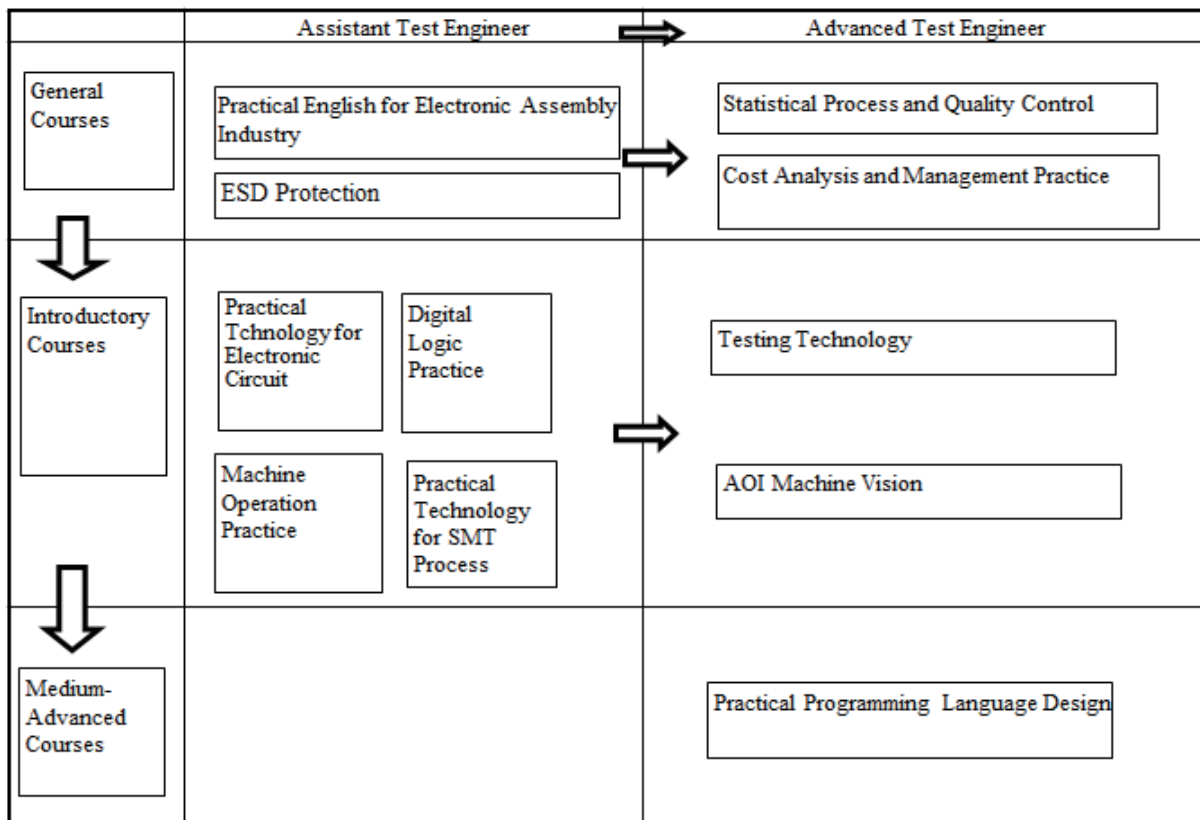 Assistant Test Engineer
Advanced Test Engineer
General
Courses
Practical English for Electronic Assembly
Industry
ESD Protection
Statistical Process and Quality Control
Cost Analysis and Management Practice
Introductory
Courses
Practical
Tchnology for
Electronic
Circuit
Digital
Logic
Practice
Machine
Operation
Practice
Practical
Technology
for SMT
Process
Testing Technology
AOI Machine Vision
Medium-
Advanced
Courses
Practical Programming Language Design